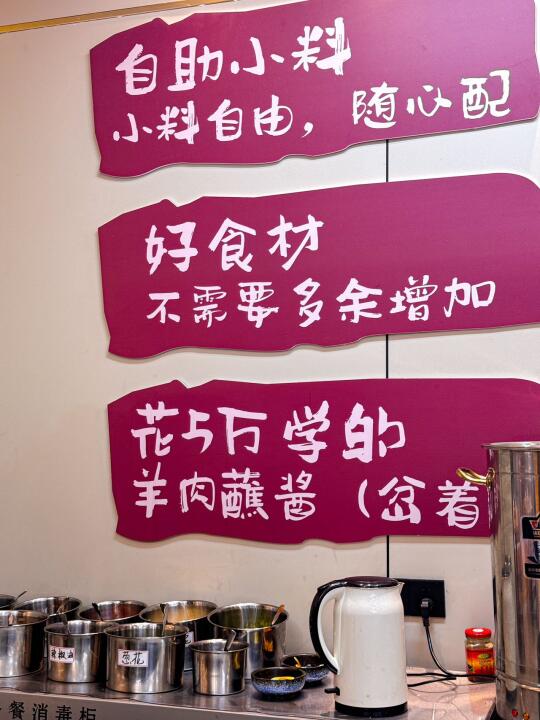 自助小料
小料自由，随心配
好食材
不需要多余增加
花5万学的
羊肉蘸酱（岔着
辣椒油
葱花
餐消毒柜